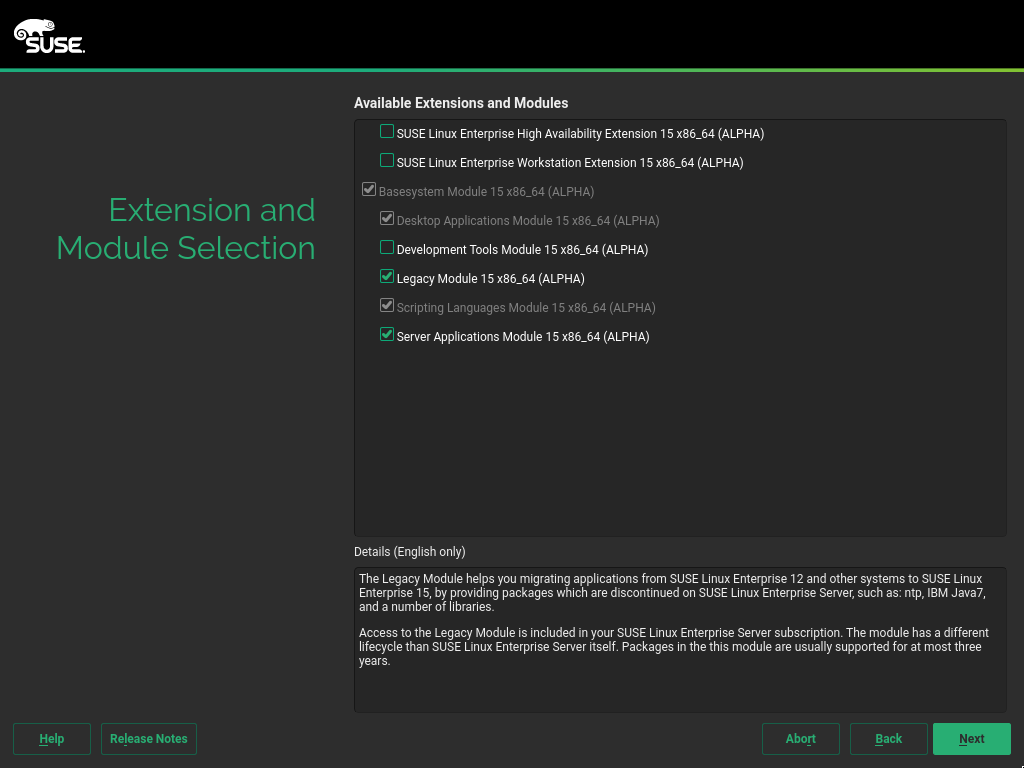 SUSE.
Extension and
Module Selection
Available Extensions and Modules
SUSE Linux Enterprise High Availability Extension 15 x86_64 (ALPHA)
SUSE Linux Enterprise Workstation Extension 15 x86_64 (ALPHA)
Basesystem Module 15 x86_64 (ALPHA)
Desktop Applications Module 15 x86_64 (ALPHA)
Development Tools Module 15 x86_64 (ALPHA)
Legacy Module 15 x86_64 (ALPHA)
Scripting Languages Module 15 x86_64 (ALPHA)
Server Applications Module 15 x86_64 (ALPHA)
Details (English only)
The Legacy Module helps you migrating applications from SUSE Linux Enterprise 12 and other systems to SUSE Linux
Enterprise 15, by providing packages which are discontinued on SUSE Linux Enterprise Server, such as: ntp, IBM Java7,
and a number of libraries.
Access to the Legacy Module is included in your SUSE Linux Enterprise Server subscription. The module has a different
lifecycle than SUSE Linux Enterprise Server itself. Packages in the this module are usually supported for at most three
years.
Help
Release Notes
Abort
Back
Next